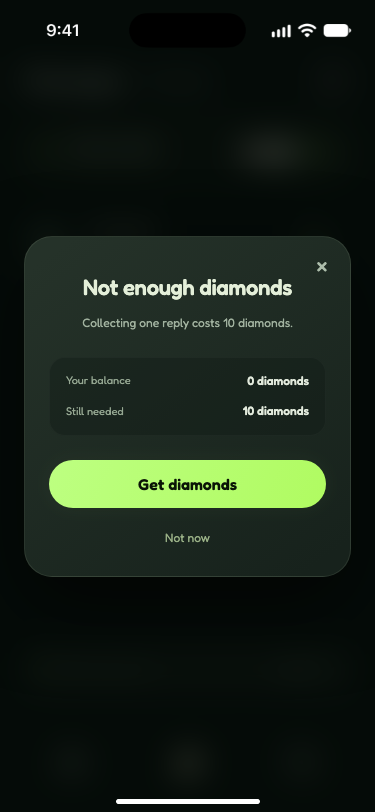 9:41
Not enough diamonds
Collecting one reply costs 10 diamonds.
Your balance 0 diamonds
Still needed 10 diamonds
Get diamonds
Not now